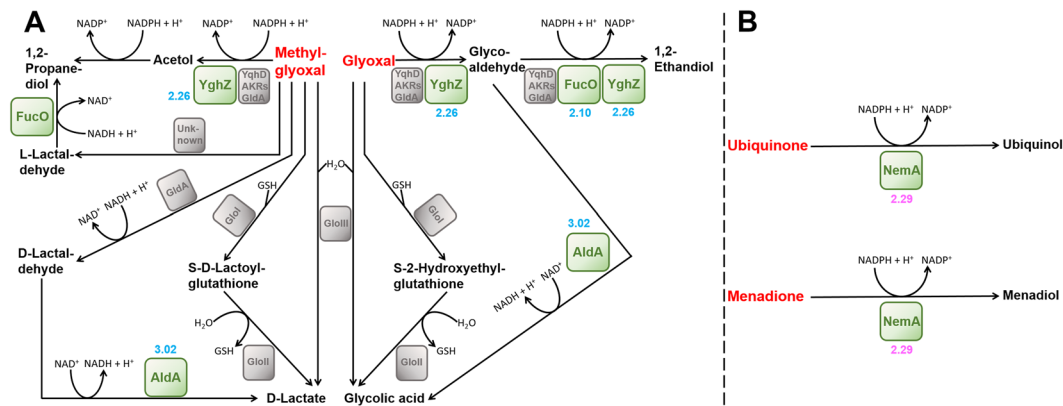 A
B
NADP⁺ NADPH + H⁺
NADP⁺ NADPH + H⁺
NADPH + H⁺ NADP⁺
NADPH + H⁺ NADP⁺
1,2-
Propane-
diol
Acetol
Methyl-
glyoxal
Glyoxal
Glyco-
aldehyde
1,2-
Ethandiol
2.26
YghZ
YqhD
AKRs
GldA
YqhD
AKRs
GldA
YghZ
2.26
YqhD
AKRs
GldA
FucO
2.10
YghZ
2.26
FucO
NAD⁺
NADH + H⁺
Unk-
nown
L-Lactal-
dehyde
H₂O
GldA
NAD⁺ NADH + H⁺
GSH
GloI
GloIII
GSH
GloI
3.02
AldA
D-Lactal-
dehyde
S-D-Lactoyl-
glutathione
S-2-Hydroxyethyl-
glutathione
NADH + H⁺ NAD⁺
H₂O
GSH
GloII
H₂O
GSH
GloII
NAD⁺ NADH + H⁺
3.02
AldA
D-Lactate
Glycolic acid
NADPH + H⁺ NADP⁺
Ubiquinone
Ubiquinol
NemA
2.29
NADPH + H⁺ NADP⁺
Menadione
Menadiol
NemA
2.29